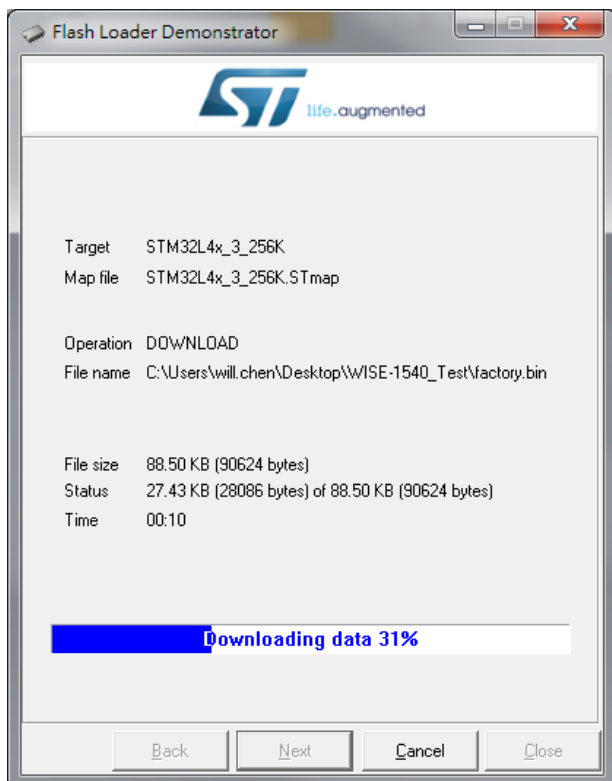 Flash Loader Demonstrator
ST life.augmented
Target STM32L4x_3_256K
Map file STM32L4x_3_256K.STmap
Operation DOWNLOAD
File name C:\Users\will.chen\Desktop\WISE-1540_Test\factory.bin
File size 88.50 KB (90624 bytes)
Status 27.43 KB (28086 bytes) of 88.50 KB (90624 bytes)
Time 00:10
Downloading data 31%
Back Next Cancel Close